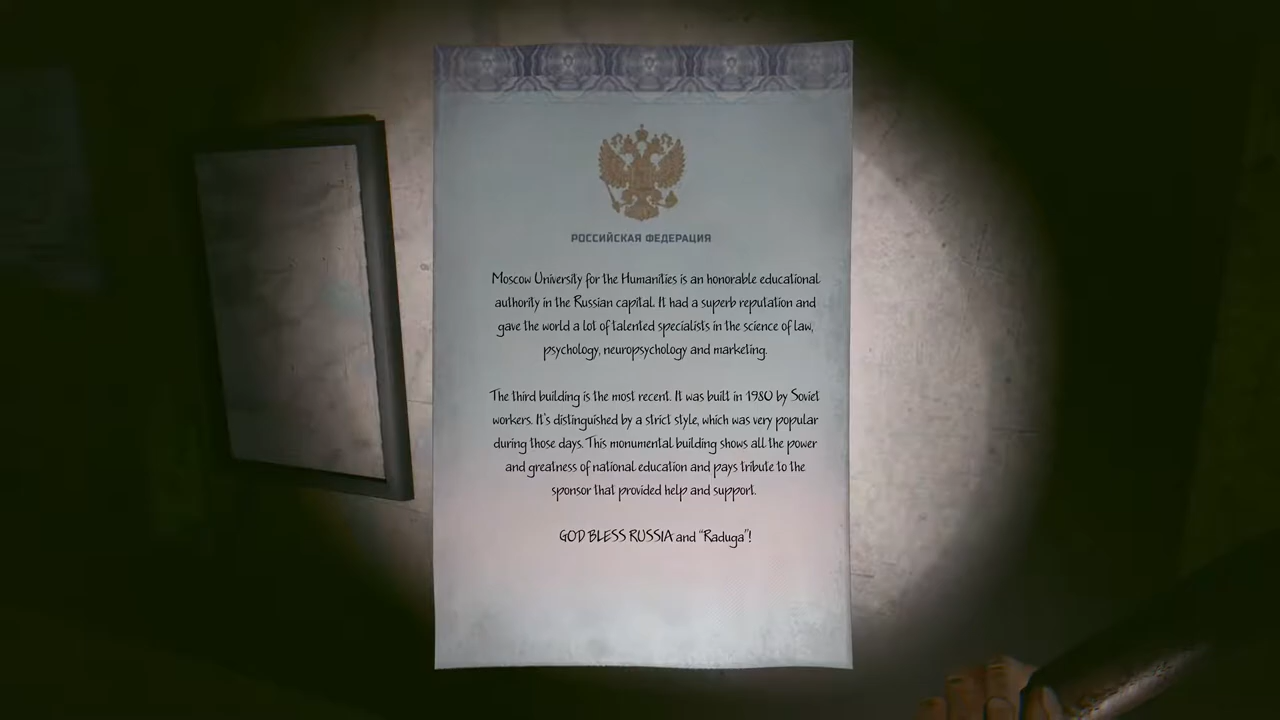 РОССИЙСКАЯ ФЕДЕРАЦИЯ
Moscow University for the Humanities is an honorable educational
authority in the Russian capital. It had a superb reputation and
gave the world a lot of talented specialists in the science of law,
psychology, neuropsychology and marketing.
The third building is the most recent. It was built in 1980 by Soviet
workers. It's distinguished by a strict style, which was very popular
during those days. This monumental building shows all the power
and greatness of national education and pays tribute to the
sponsor that provided help and support.
GOD BLESS RUSSIA and "Raduga"!